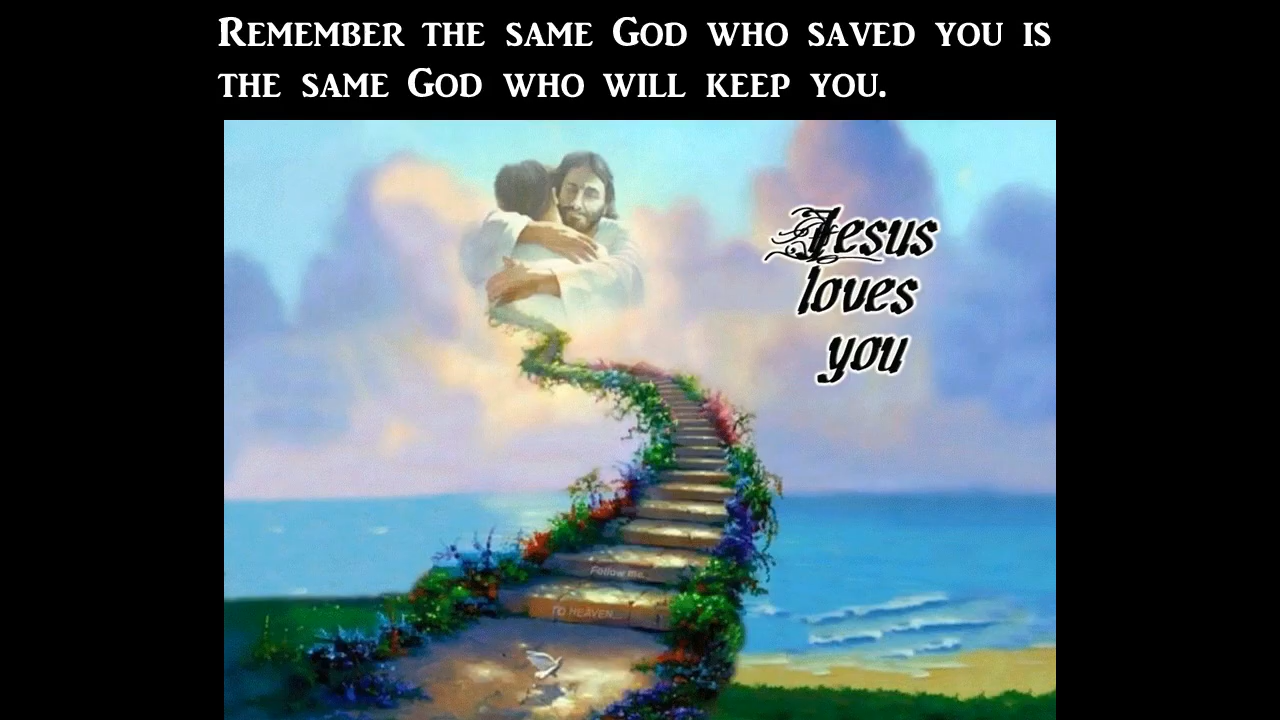 Remember the same God who saved you is
the same God who will keep you.
Jesus
loves
you
Follow me...
TO HEAVEN...